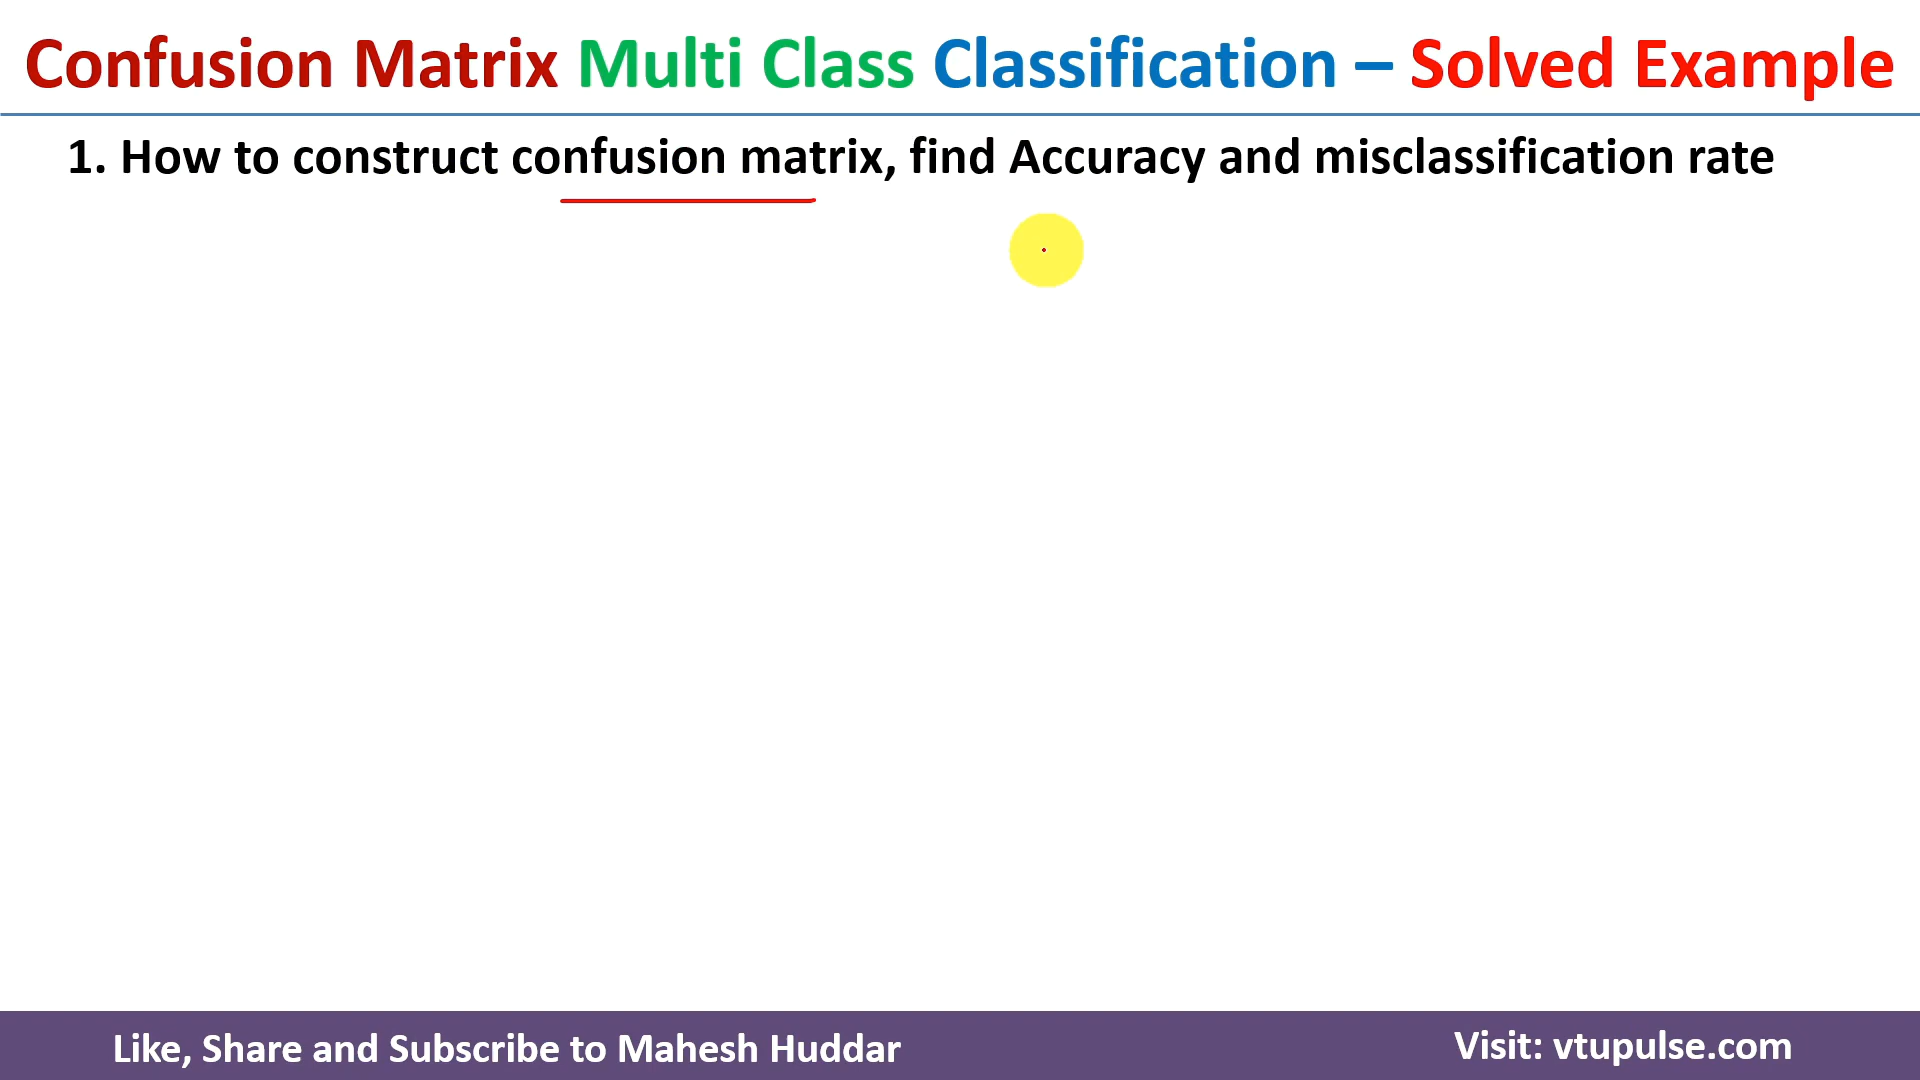 Confusion Matrix Multi Class Classification – Solved Example
1. How to construct confusion matrix, find Accuracy and misclassification rate
Like, Share and Subscribe to Mahesh Huddar
Visit: vtupulse.com